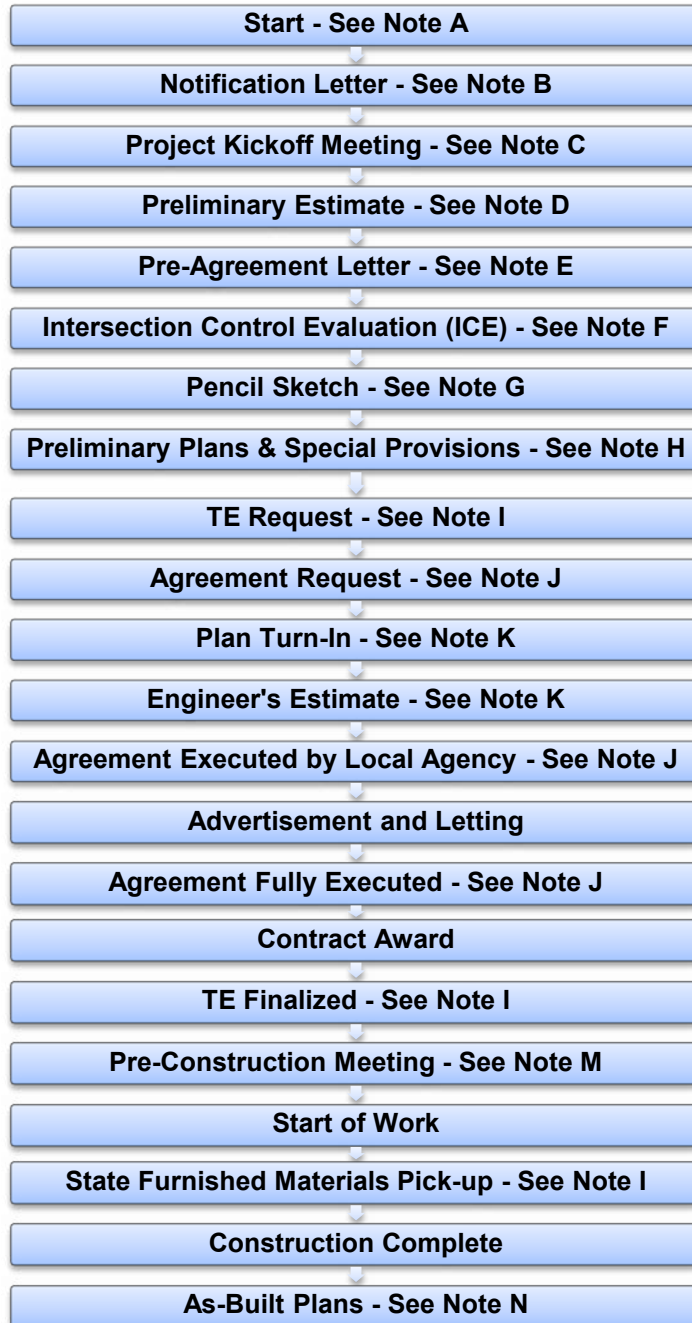 Start - See Note A
Notification Letter - See Note B
Project Kickoff Meeting - See Note C
Preliminary Estimate - See Note D
Pre-Agreement Letter - See Note E
Intersection Control Evaluation (ICE) - See Note F
Pencil Sketch - See Note G
Preliminary Plans & Special Provisions - See Note H
TE Request - See Note I
Agreement Request - See Note J
Plan Turn-In - See Note K
Engineer's Estimate - See Note K
Agreement Executed by Local Agency - See Note J
Advertisement and Letting
Agreement Fully Executed - See Note J
Contract Award
TE Finalized - See Note I
Pre-Construction Meeting - See Note M
Start of Work
State Furnished Materials Pick-up - See Note I
Construction Complete
As-Built Plans - See Note N